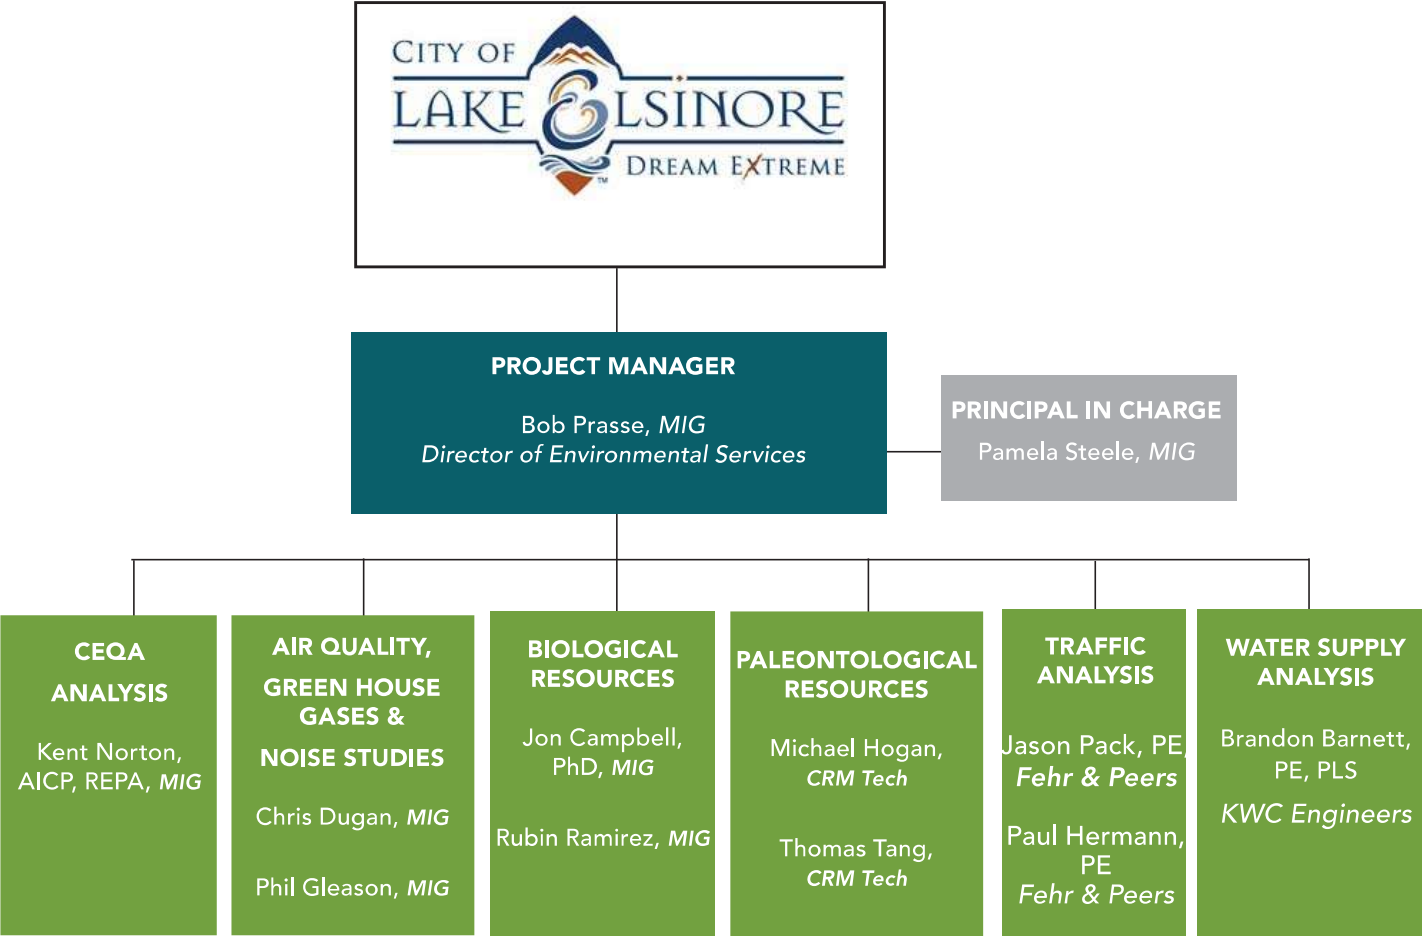 CITY OF
LAKE ELSINORE
DREAM EXTREME
TM
PROJECT MANAGER
Bob Prasse, MIG
Director of Environmental Services
PRINCIPAL IN CHARGE
Pamela Steele, MIG
CEQA
ANALYSIS
Kent Norton,
AICP, REPA, MIG
AIR QUALITY,
GREEN HOUSE
GASES &
NOISE STUDIES
Chris Dugan, MIG
Phil Gleason, MIG
BIOLOGICAL
RESOURCES
Jon Campbell,
PhD, MIG
Rubin Ramirez, MIG
PALEONTOLOGICAL
RESOURCES
Michael Hogan,
CRM Tech
Thomas Tang,
CRM Tech
TRAFFIC
ANALYSIS
Jason Pack, PE,
Fehr & Peers
Paul Hermann,
PE
Fehr & Peers
WATER SUPPLY
ANALYSIS
Brandon Barnett,
PE, PLS
KWC Engineers